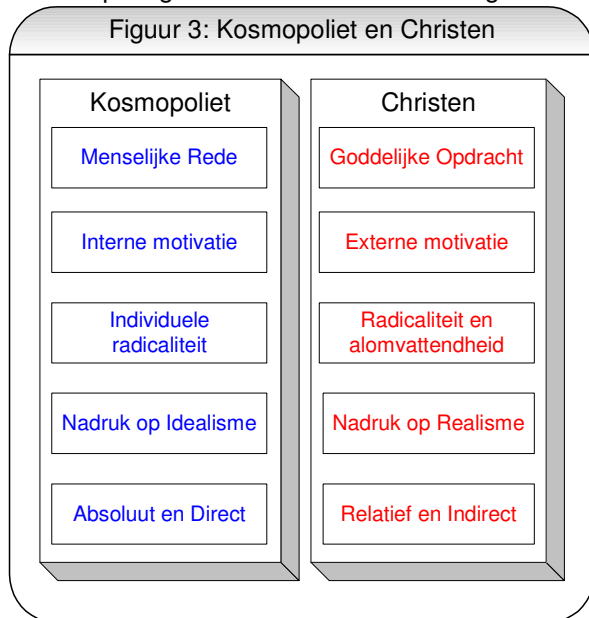 Figuur 3: Kosmopoliet en Christen
Kosmopoliet
Menselijke Rede
Interne motivatie
Individuele
radicaliteit
Nadruk op Idealisme
Absoluut en Direct
Christen
Goddelijke Opdracht
Externe motivatie
Radicaliteit en
alomvattendheid
Nadruk op Realisme
Relatief en Indirect